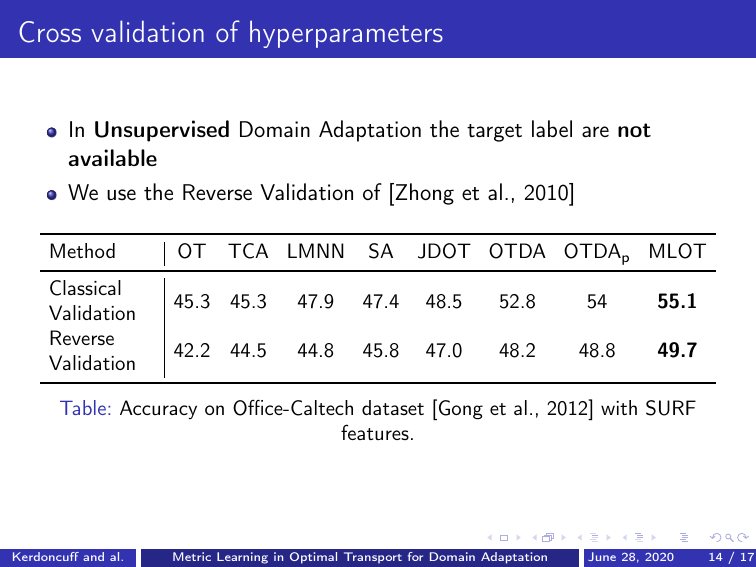 Cross validation of hyperparameters
In Unsupervised Domain Adaptation the target label are not
available
We use the Reverse Validation of [Zhong et al., 2010]
Method OT TCA LMNN SA JDOT OTDA OTDAp MLOT
Classical
Validation 45.3 45.3 47.9 47.4 48.5 52.8 54 55.1
Reverse
Validation 42.2 44.5 44.8 45.8 47.0 48.2 48.8 49.7
Table: Accuracy on Office-Caltech dataset [Gong et al., 2012] with SURF
features.
Kerdoncuff and al. Metric Learning in Optimal Transport for Domain Adaptation June 28, 2020 14 / 17